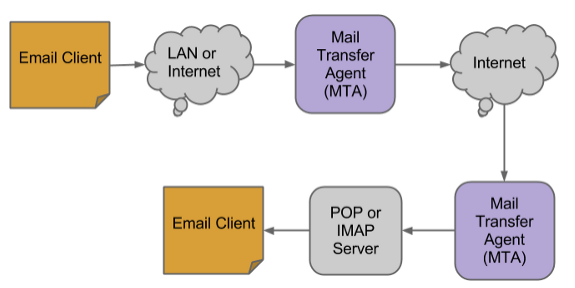 Email Client
LAN or
Internet
Mail
Transfer
Agent
(MTA)
Internet
Email Client
POP or
IMAP
Server
Mail
Transfer
Agent
(MTA)